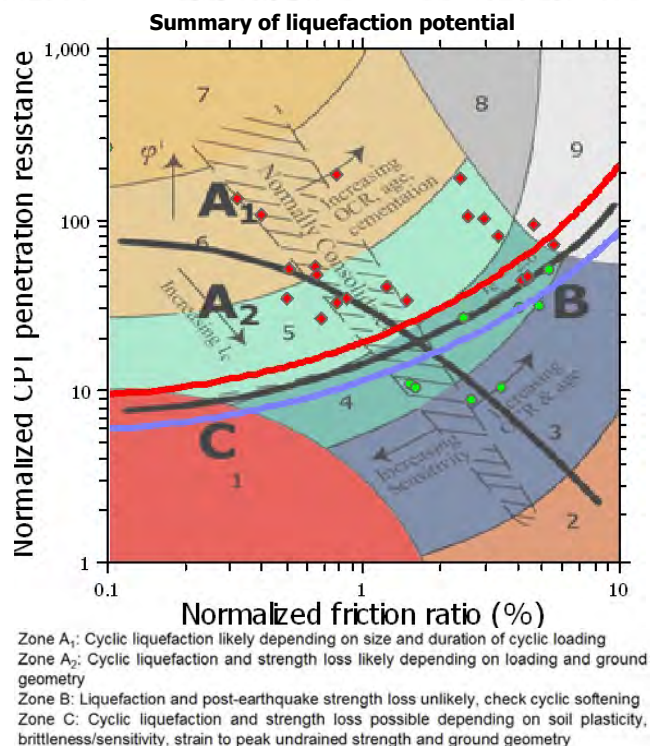 Summary of liquefaction potential
Normalized CPT penetration resistance
1,000
100
10
1
7
8
9
φ'
A1
Increasing
OCR, age,
cementation
Normally Consolidated
6
A2
Increasing Ic
5
B
4
C
Increasing
OCR & age
3
Increasing
Sensitivity
1
2
0.1
1
10
Normalized friction ratio (%)
Zone A1: Cyclic liquefaction likely depending on size and duration of cyclic loading
Zone A2: Cyclic liquefaction and strength loss likely depending on loading and ground
geometry
Zone B: Liquefaction and post-earthquake strength loss unlikely, check cyclic softening
Zone C: Cyclic liquefaction and strength loss possible depending on soil plasticity,
brittleness/sensitivity, strain to peak undrained strength and ground geometry